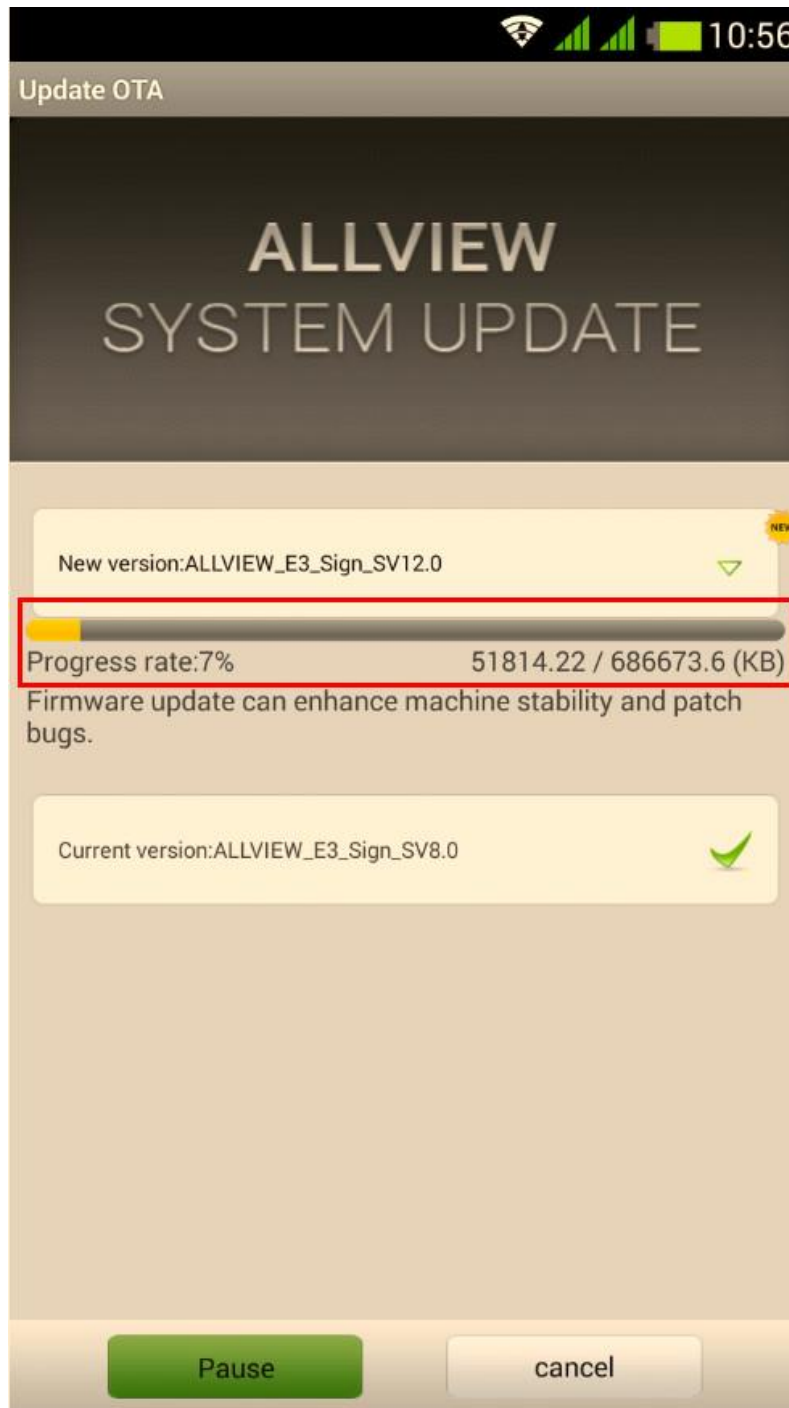 10:56
Update OTA
ALLVIEW
SYSTEM UPDATE
NEW
New version:ALLVIEW_E3_Sign_SV12.0
Progress rate:7% 51814.22 / 686673.6 (KB)
Firmware update can enhance machine stability and patch
bugs.
Current version:ALLVIEW_E3_Sign_SV8.0
Pause cancel